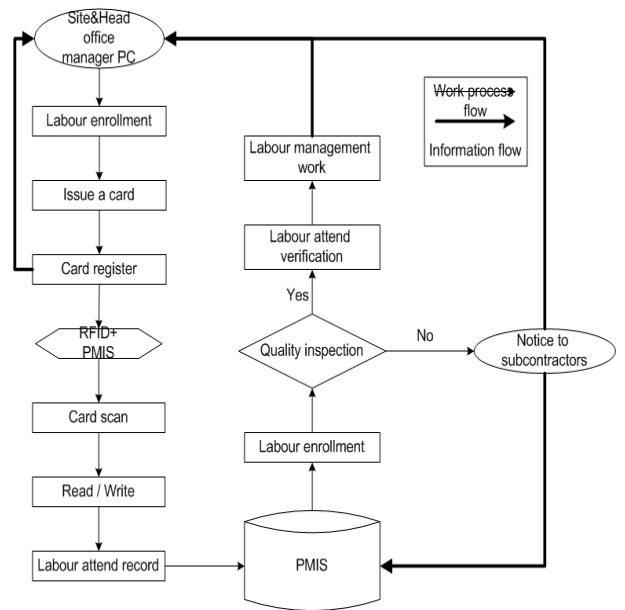 Site&Head
office
manager PC
Labour enrollment
Issue a card
Card register
RFID+
PMIS
Card scan
Read / Write
Labour attend record
PMIS
Labour enrollment
Quality inspection
Yes
No
Labour attend
verification
Labour management
work
Notice to
subcontractors
Work process
flow
Information flow